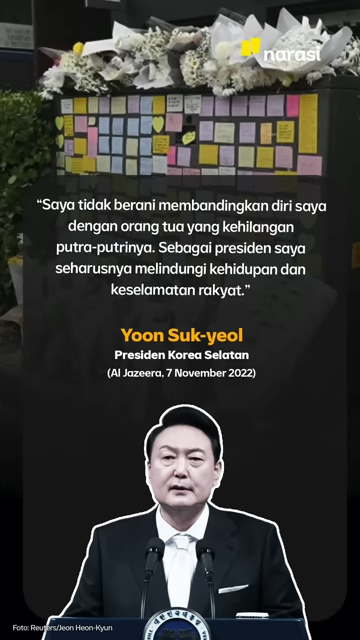 narasi
“Saya tidak berani membandingkan diri saya
dengan orang tua yang kehilangan
putra-putrinya. Sebagai presiden saya
seharusnya melindungi kehidupan dan
keselamatan rakyat.”
Yoon Suk-yeol
Presiden Korea Selatan
(Al Jazeera, 7 November 2022)
Foto: Reuters/Jeon Heon-Kyun